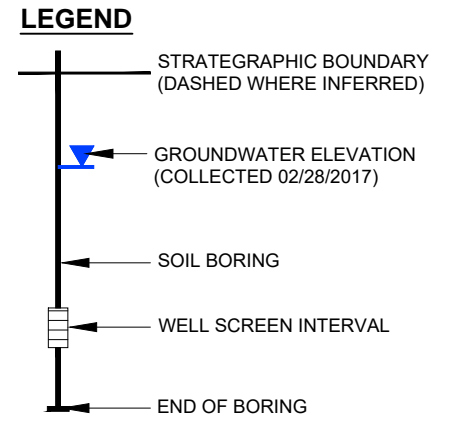 LEGEND
STRATEGRAPHIC BOUNDARY
(DASHED WHERE INFERRED)
GROUNDWATER ELEVATION
(COLLECTED 02/28/2017)
SOIL BORING
WELL SCREEN INTERVAL
END OF BORING